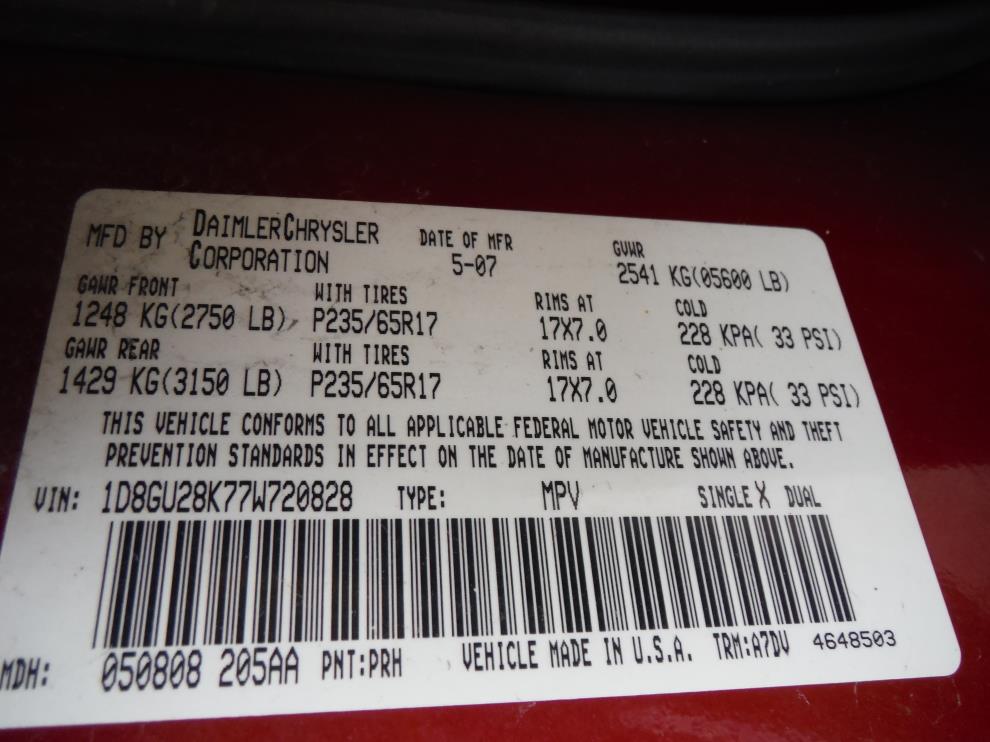 MFD BY DAIMLERCHRYSLER CORPORATION DATE OF MFR 5-07 GVWR 2541 KG(05600 LB)
GAWR FRONT WITH TIRES RIMS AT COLD
1248 KG(2750 LB) P235/65R17 17X7.0 228 KPA( 33 PSI)
GAWR REAR WITH TIRES RIMS AT COLD
1429 KG(3150 LB) P235/65R17 17X7.0 228 KPA( 33 PSI)
THIS VEHICLE CONFORMS TO ALL APPLICABLE FEDERAL MOTOR VEHICLE SAFETY AND THEFT
PREVENTION STANDARDS IN EFFECT ON THE DATE OF MANUFACTURE SHOWN ABOVE.
VIN: 1D8GU28K77W720828 TYPE: MPV SINGLE X DUAL
MDH: 050808 205AA PNT:PRH VEHICLE MADE IN U.S.A. TRM:A7DV 4648503